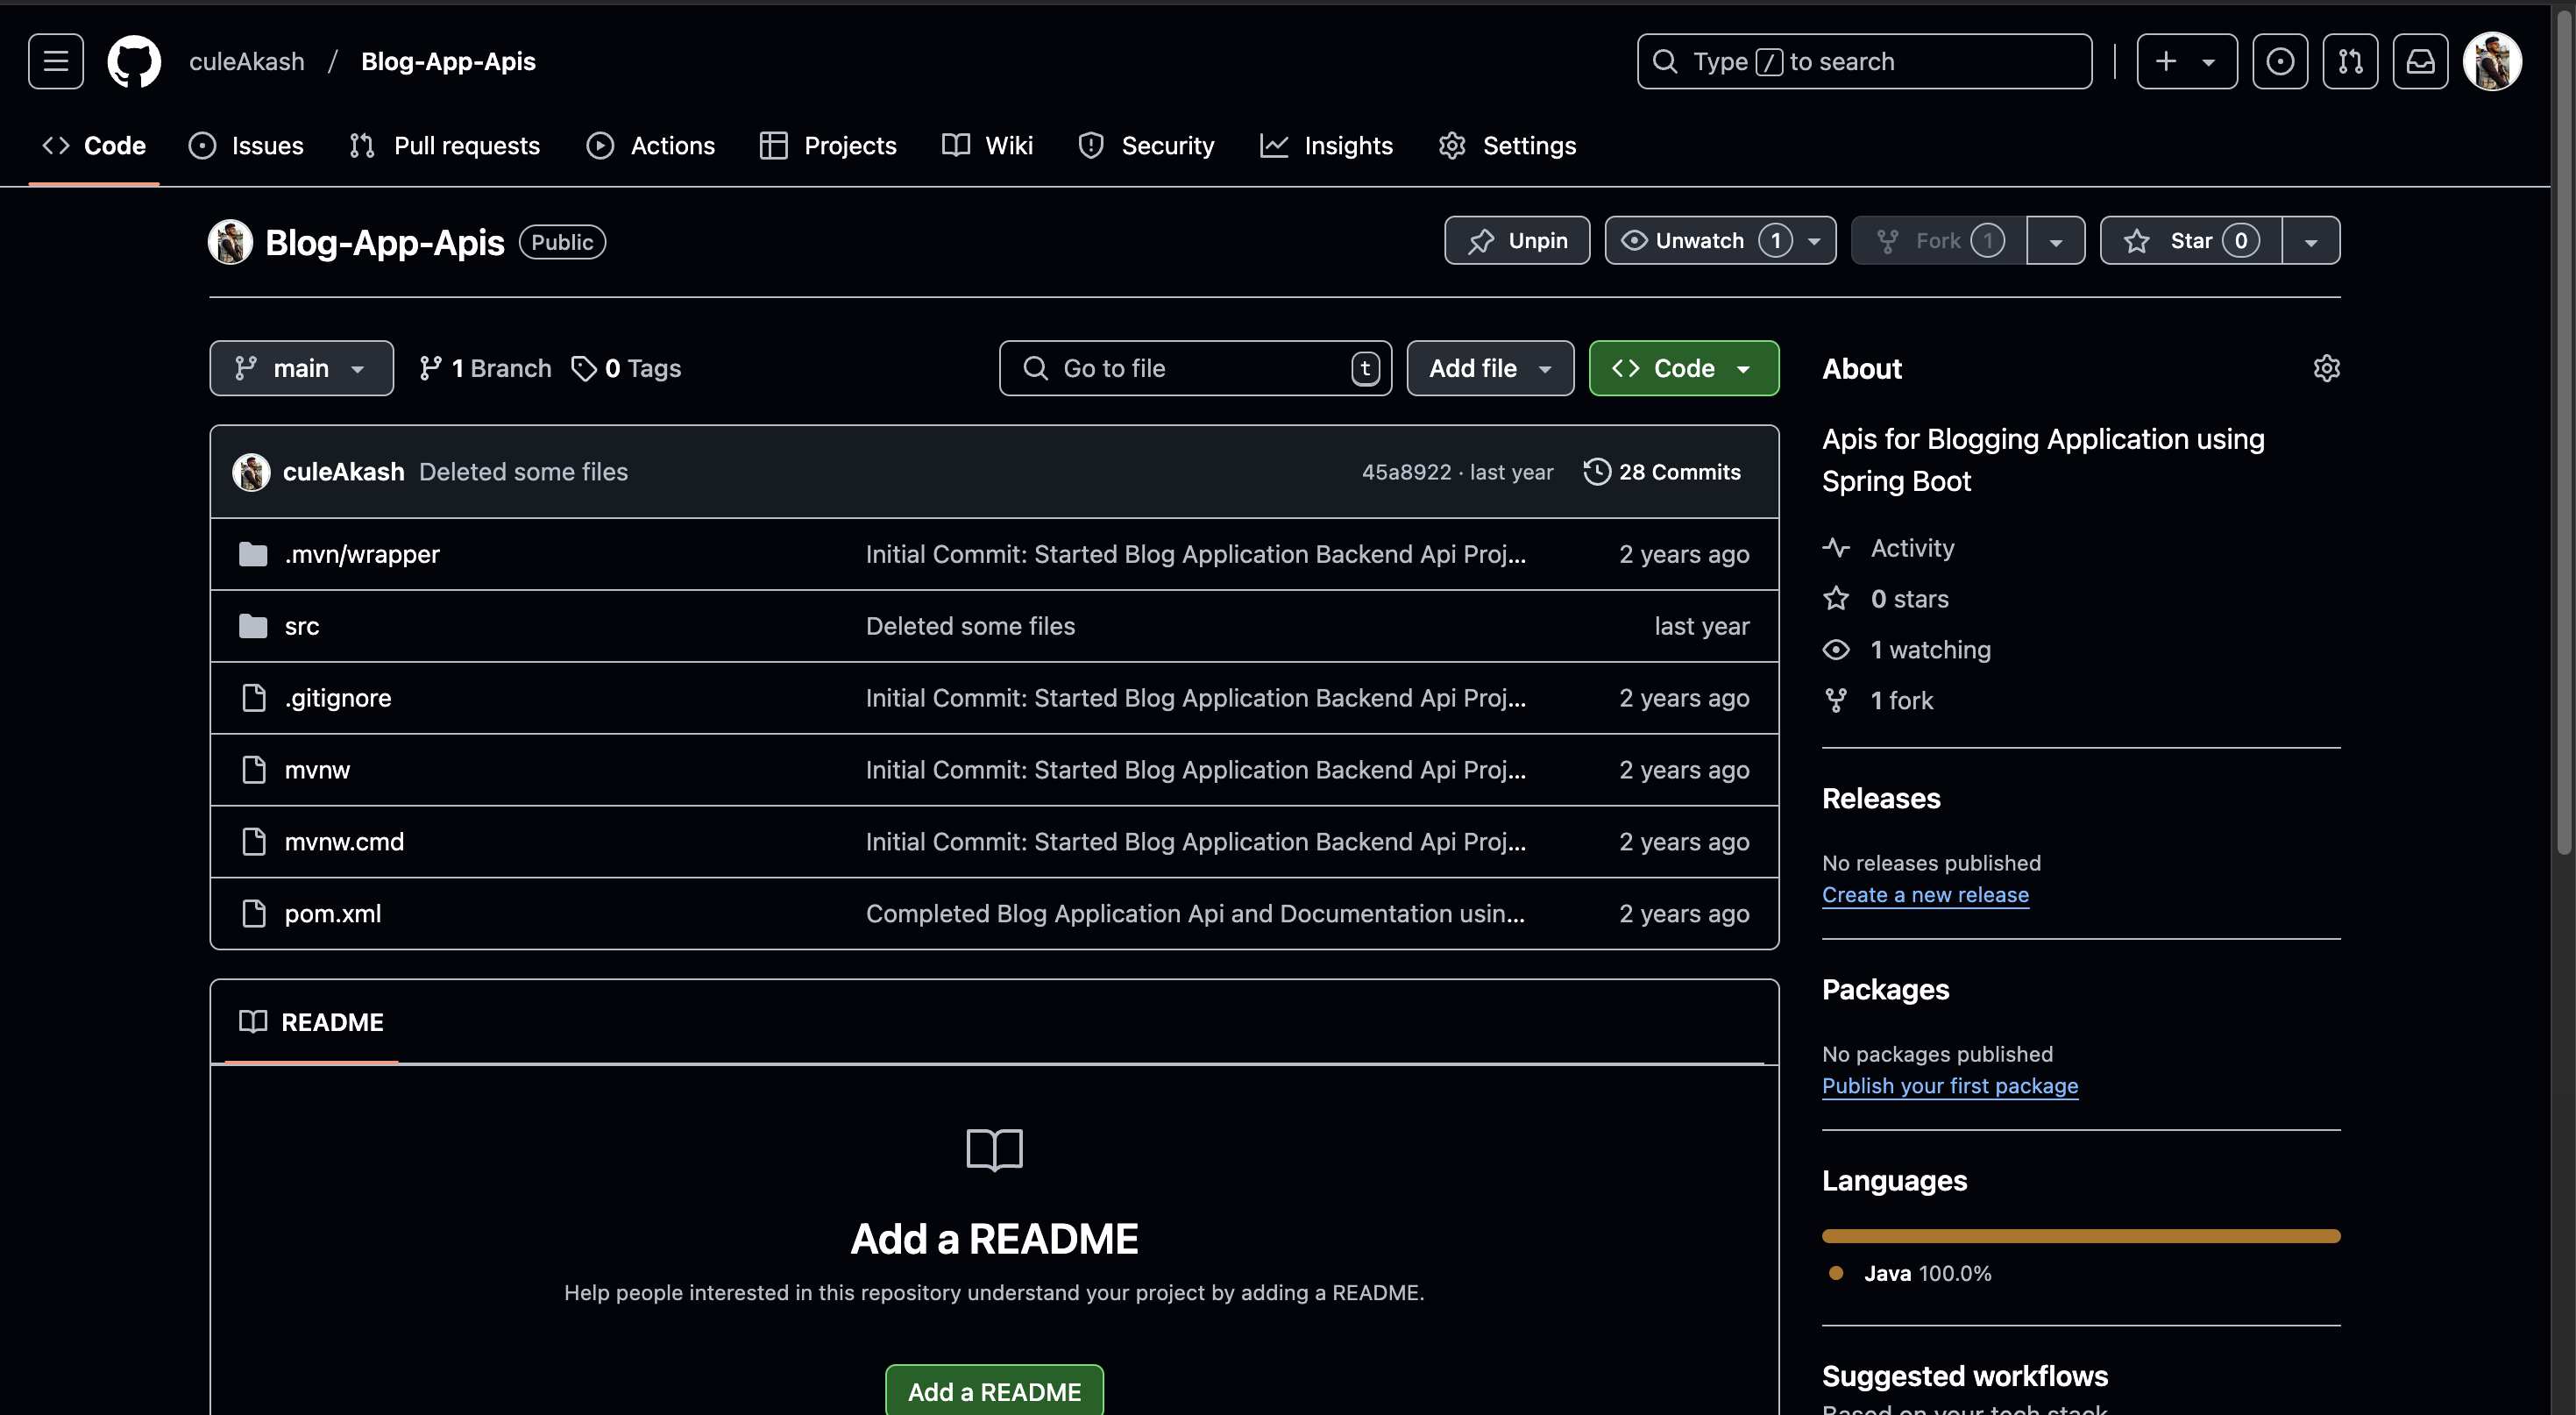 culeAkash / Blog-App-Apis
Type / to search
Code Issues Pull requests Actions Projects Wiki Security Insights Settings
Blog-App-Apis Public
Unpin Unwatch 1 Fork 1 Star 0
main 1 Branch 0 Tags
Go to file t
Add file
Code
culeAkash Deleted some files 45a8922 · last year 28 Commits
.mvn/wrapper Initial Commit: Started Blog Application Backend Api Proj... 2 years ago
src Deleted some files last year
.gitignore Initial Commit: Started Blog Application Backend Api Proj... 2 years ago
mvnw Initial Commit: Started Blog Application Backend Api Proj... 2 years ago
mvnw.cmd Initial Commit: Started Blog Application Backend Api Proj... 2 years ago
pom.xml Completed Blog Application Api and Documentation usin... 2 years ago
README
Add a README
Help people interested in this repository understand your project by adding a README.
Add a README
About
Apis for Blogging Application using
Spring Boot
Activity
0 stars
1 watching
1 fork
Releases
No releases published
Create a new release
Packages
No packages published
Publish your first package
Languages
Java 100.0%
Suggested workflows
Based on your tech stack